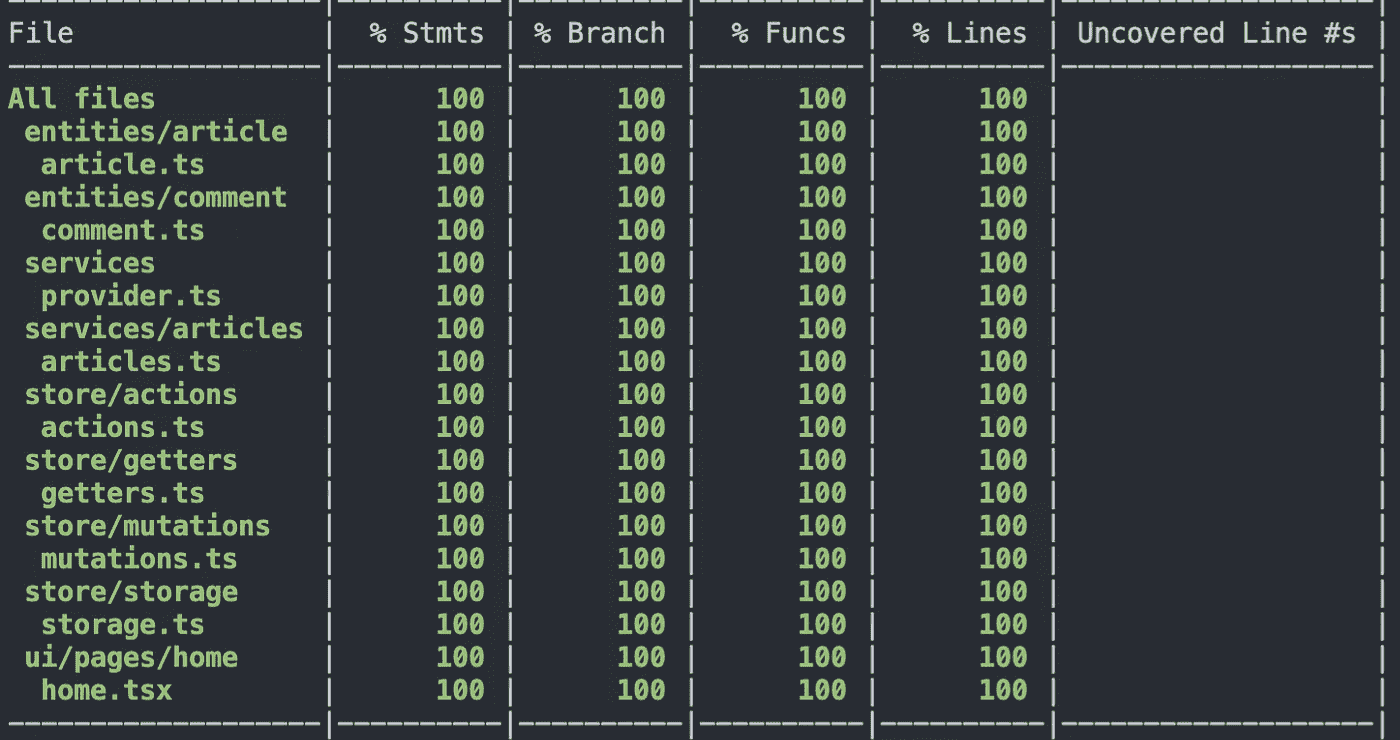 File | % Stmts | % Branch | % Funcs | % Lines | Uncovered Line #s |
All files | 100 | 100 | 100 | 100 | |
entities/article | 100 | 100 | 100 | 100 | |
article.ts | 100 | 100 | 100 | 100 | |
entities/comment | 100 | 100 | 100 | 100 | |
comment.ts | 100 | 100 | 100 | 100 | |
services | 100 | 100 | 100 | 100 | |
provider.ts | 100 | 100 | 100 | 100 | |
services/articles | 100 | 100 | 100 | 100 | |
articles.ts | 100 | 100 | 100 | 100 | |
store/actions | 100 | 100 | 100 | 100 | |
actions.ts | 100 | 100 | 100 | 100 | |
store/getters | 100 | 100 | 100 | 100 | |
getters.ts | 100 | 100 | 100 | 100 | |
store/mutations | 100 | 100 | 100 | 100 | |
mutations.ts | 100 | 100 | 100 | 100 | |
store/storage | 100 | 100 | 100 | 100 | |
storage.ts | 100 | 100 | 100 | 100 | |
ui/pages/home | 100 | 100 | 100 | 100 | |
home.tsx | 100 | 100 | 100 | 100 | |